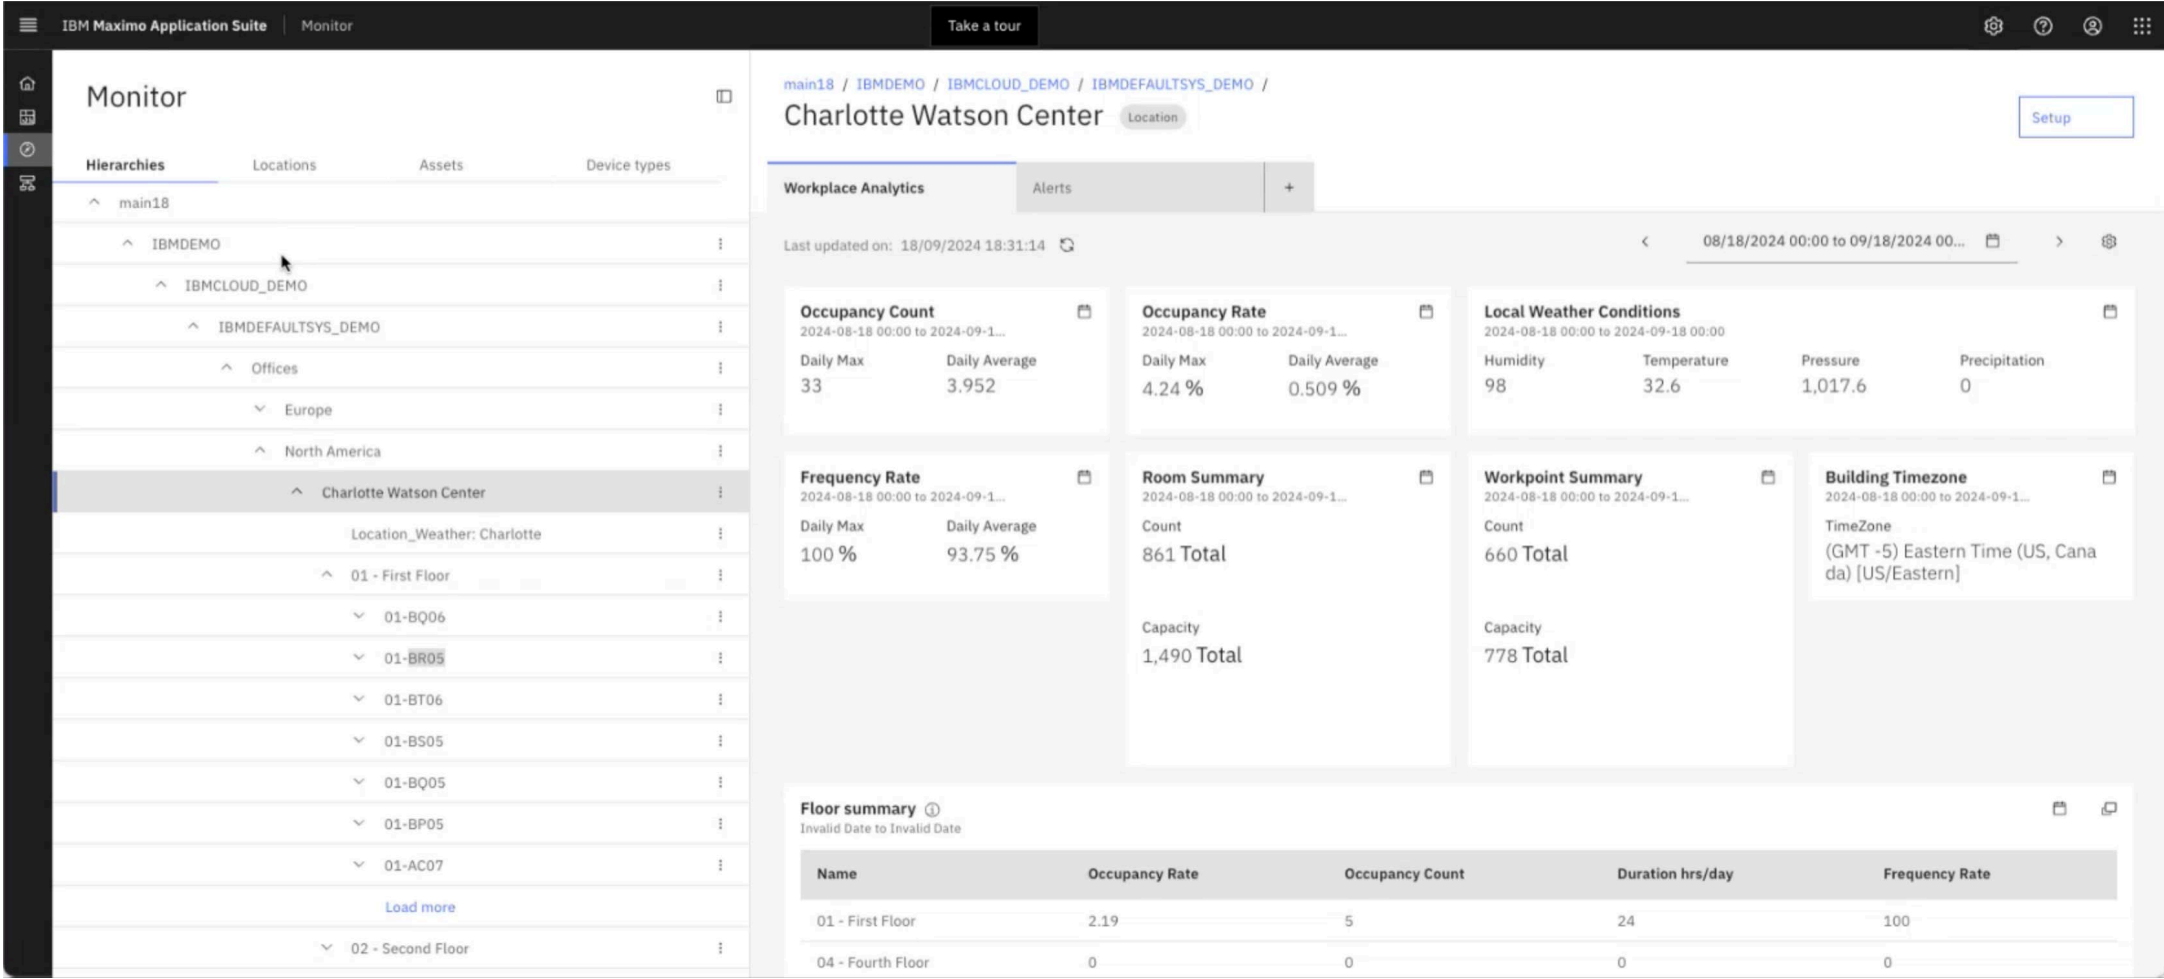 IBM Maximo Application Suite Monitor
Take a tour
Monitor
Hierarchies Locations Assets Device types
main18
IBMDEMO
IBMCLOUD_DEMO
IBMDEFAULTSYS_DEMO
Offices
Europe
North America
Charlotte Watson Center
Location_Weather: Charlotte
01 - First Floor
01-BQ06
01-BR05
01-BT06
01-BS05
01-BQ05
01-BP05
01-AC07
Load more
02 - Second Floor
main18 / IBMDEMO / IBMCLOUD_DEMO / IBMDEFAULTSYS_DEMO /
Charlotte Watson Center Location
Setup
Workplace Analytics Alerts +
Last updated on: 18/09/2024 18:31:14
08/18/2024 00:00 to 09/18/2024 00...
Occupancy Count
2024-08-18 00:00 to 2024-09-1...
Daily Max Daily Average
33 3.952
Occupancy Rate
2024-08-18 00:00 to 2024-09-1...
Daily Max Daily Average
4.24 % 0.509 %
Local Weather Conditions
2024-08-18 00:00 to 2024-09-18 00:00
Humidity Temperature Pressure Precipitation
98 32.6 1,017.6 0
Frequency Rate
2024-08-18 00:00 to 2024-09-1...
Daily Max Daily Average
100 % 93.75 %
Room Summary
2024-08-18 00:00 to 2024-09-1...
Count
861 Total
Capacity
1,490 Total
Workpoint Summary
2024-08-18 00:00 to 2024-09-1...
Count
660 Total
Capacity
778 Total
Building Timezone
2024-08-18 00:00 to 2024-09-1...
TimeZone
(GMT -5) Eastern Time (US, Cana
da) [US/Eastern]
Floor summary
Invalid Date to Invalid Date
Name Occupancy Rate Occupancy Count Duration hrs/day Frequency Rate
01 - First Floor 2.19 5 24 100
04 - Fourth Floor 0 0 0 0